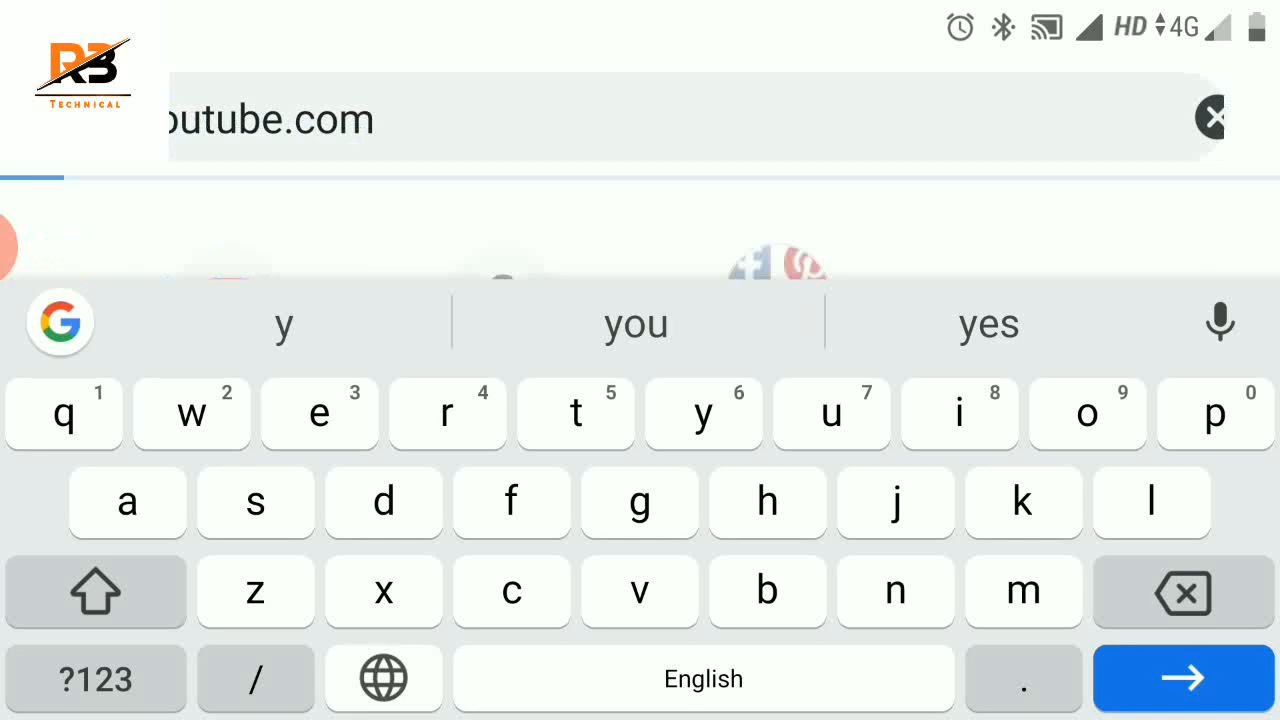 HD 4G
RB
TECHNICAL
outube.com
y you yes
q 1 w 2 e 3 r 4 t 5 y 6 u 7 i 8 o 9 p 0
a s d f g h j k l
z x c v b n m
?123 / English .